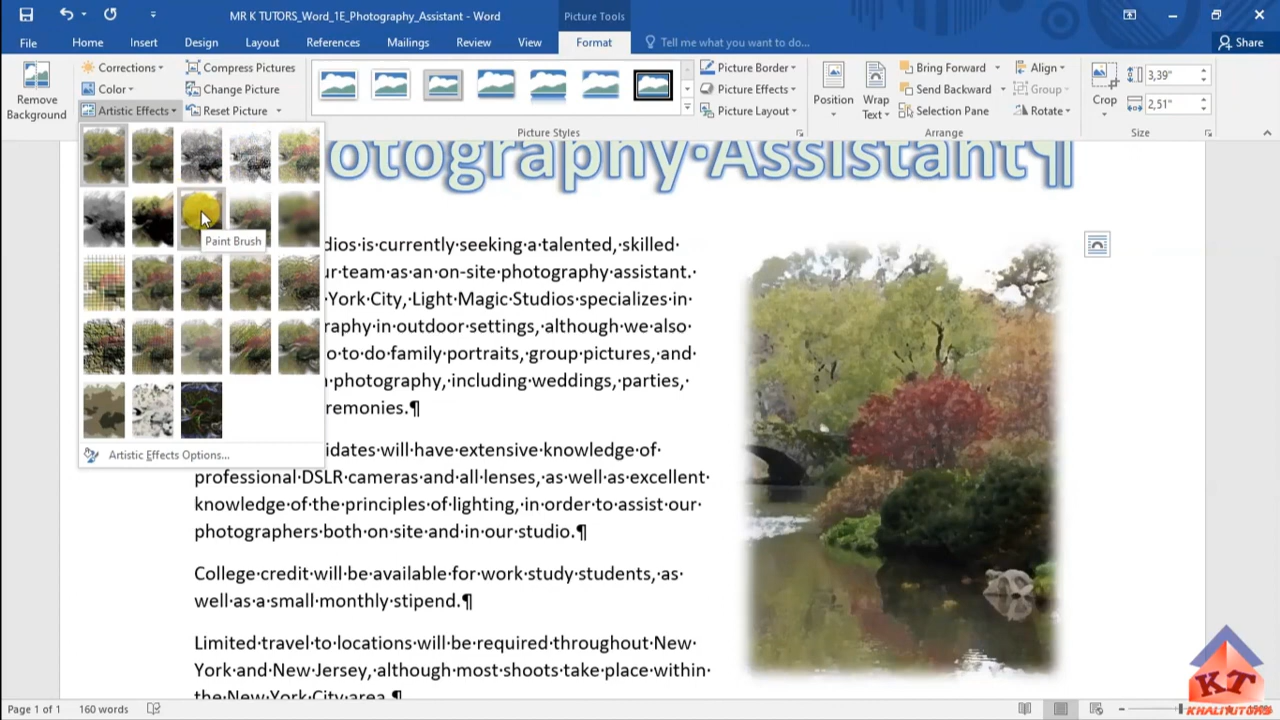 MR K TUTORS_Word_1E_Photography_Assistant - Word
Picture Tools
File
Home
Insert
Design
Layout
References
Mailings
Review
View
Format
Tell me what you want to do...
Share
Remove
Background
Corrections
Color
Artistic Effects
Compress Pictures
Change Picture
Reset Picture
Picture Styles
Picture Border
Picture Effects
Picture Layout
Position
Wrap
Text
Bring Forward
Send Backward
Selection Pane
Align
Group
Rotate
Arrange
Crop
3,39"
2,51"
Size
Paint Brush
Artistic Effects Options...
otography·Assistant¶
dios·is·currently·seeking·a·talented,·skilled·
ur·team·as·an·on-site·photography·assistant.·
York·City,·Light·Magic·Studios·specializes·in·
raphy·in·outdoor·settings,·although·we·also·
o·to·do·family·portraits,·group·pictures,·and·
n·photography,·including·weddings,·parties,·
remonies.¶
idates·will·have·extensive·knowledge·of·
professional·DSLR·cameras·and·all·lenses,·as·well·as·excellent·
knowledge·of·the·principles·of·lighting,·in·order·to·assist·our·
photographers·both·on·site·and·in·our·studio.¶
College·credit·will·be·available·for·work·study·students,·as·
well·as·a·small·monthly·stipend.¶
Limited·travel·to·locations·will·be·required·throughout·New·
York·and·New·Jersey,·although·most·shoots·take·place·within·
the·New·York·City·area.¶
KT
KHALI TUTORS
Page 1 of 1
160 words